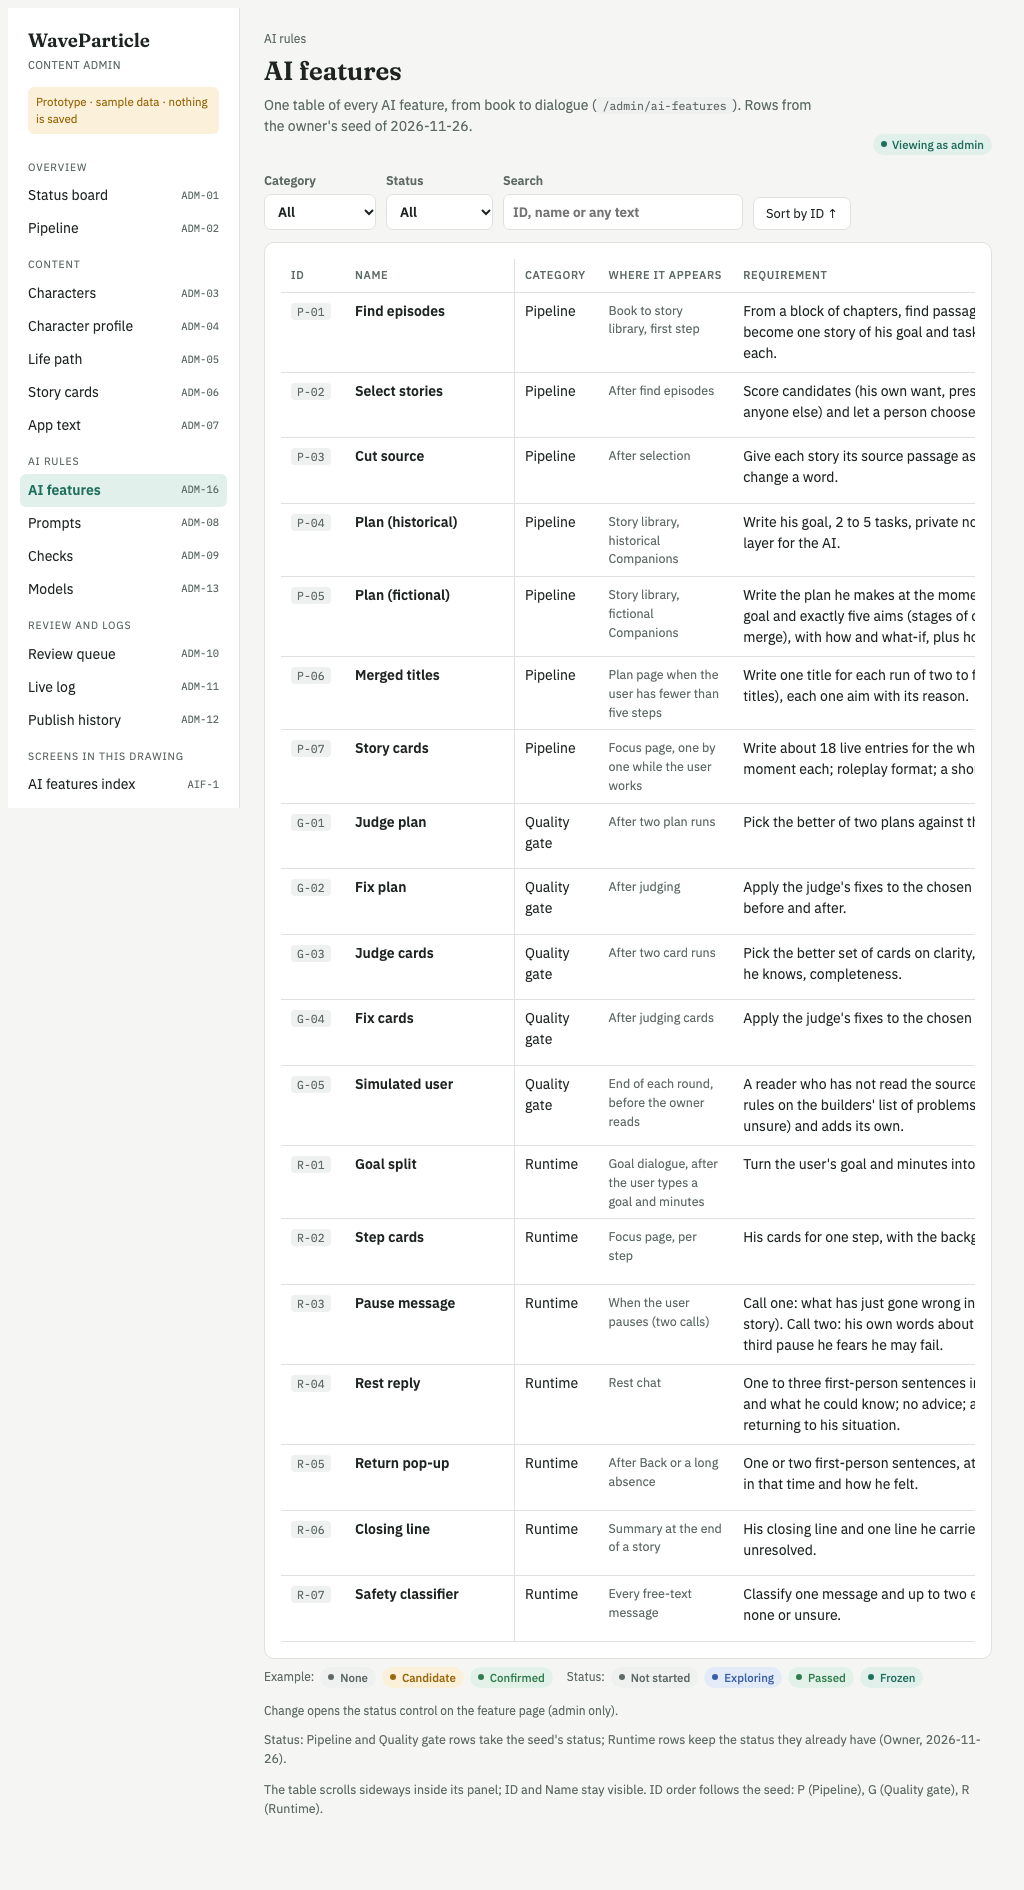 WaveParticle
CONTENT ADMIN
Prototype · sample data · nothing
is saved
OVERVIEW
Status board ADM-01
Pipeline ADM-02
CONTENT
Characters ADM-03
Character profile ADM-04
Life path ADM-05
Story cards ADM-06
App text ADM-07
AI RULES
AI features ADM-16
Prompts ADM-08
Checks ADM-09
Models ADM-13
REVIEW AND LOGS
Review queue ADM-10
Live log ADM-11
Publish history ADM-12
SCREENS IN THIS DRAWING
AI features index AIF-1
AI rules
AI features
One table of every AI feature, from book to dialogue ( /admin/ai-features ). Rows from
the owner's seed of 2026-11-26.
Viewing as admin
Category Status Search
All All ID, name or any text Sort by ID ↑
ID NAME CATEGORY WHERE IT APPEARS REQUIREMENT
P-01 Find episodes Pipeline Book to story From a block of chapters, find passag
library, first step become one story of his goal and task
each.
P-02 Select stories Pipeline After find episodes Score candidates (his own want, pres
anyone else) and let a person choose
P-03 Cut source Pipeline After selection Give each story its source passage as
change a word.
P-04 Plan (historical) Pipeline Story library, Write his goal, 2 to 5 tasks, private no
historical layer for the AI.
Companions
P-05 Plan (fictional) Pipeline Story library, Write the plan he makes at the mome
fictional goal and exactly five aims (stages of
Companions merge), with how and what-if, plus ho
P-06 Merged titles Pipeline Plan page when the Write one title for each run of two to f
user has fewer than titles), each one aim with its reason.
five steps
P-07 Story cards Pipeline Focus page, one by Write about 18 live entries for the wh
one while the user moment each; roleplay format; a shor
works
G-01 Judge plan Quality After two plan runs Pick the better of two plans against th
gate
G-02 Fix plan Quality After judging Apply the judge's fixes to the chosen
gate before and after.
G-03 Judge cards Quality After two card runs Pick the better set of cards on clarity,
gate he knows, completeness.
G-04 Fix cards Quality After judging cards Apply the judge's fixes to the chosen
gate
G-05 Simulated user Quality End of each round, A reader who has not read the source
gate before the owner rules on the builders' list of problems
reads unsure) and adds its own.
R-01 Goal split Runtime Goal dialogue, after Turn the user's goal and minutes into
the user types a
goal and minutes
R-02 Step cards Runtime Focus page, per His cards for one step, with the backg
step
R-03 Pause message Runtime When the user Call one: what has just gone wrong in
pauses (two calls) story). Call two: his own words about
third pause he fears he may fail.
R-04 Rest reply Runtime Rest chat One to three first-person sentences in
and what he could know; no advice; a
returning to his situation.
R-05 Return pop-up Runtime After Back or a long One or two first-person sentences, at
absence in that time and how he felt.
R-06 Closing line Runtime Summary at the end His closing line and one line he carrie
of a story unresolved.
R-07 Safety classifier Runtime Every free-text Classify one message and up to two e
message none or unsure.
Example: None Candidate Confirmed Status: Not started Exploring Passed Frozen
Change opens the status control on the feature page (admin only).
Status: Pipeline and Quality gate rows take the seed's status; Runtime rows keep the status they already have (Owner, 2026-11-
26).
The table scrolls sideways inside its panel; ID and Name stay visible. ID order follows the seed: P (Pipeline), G (Quality gate), R
(Runtime).